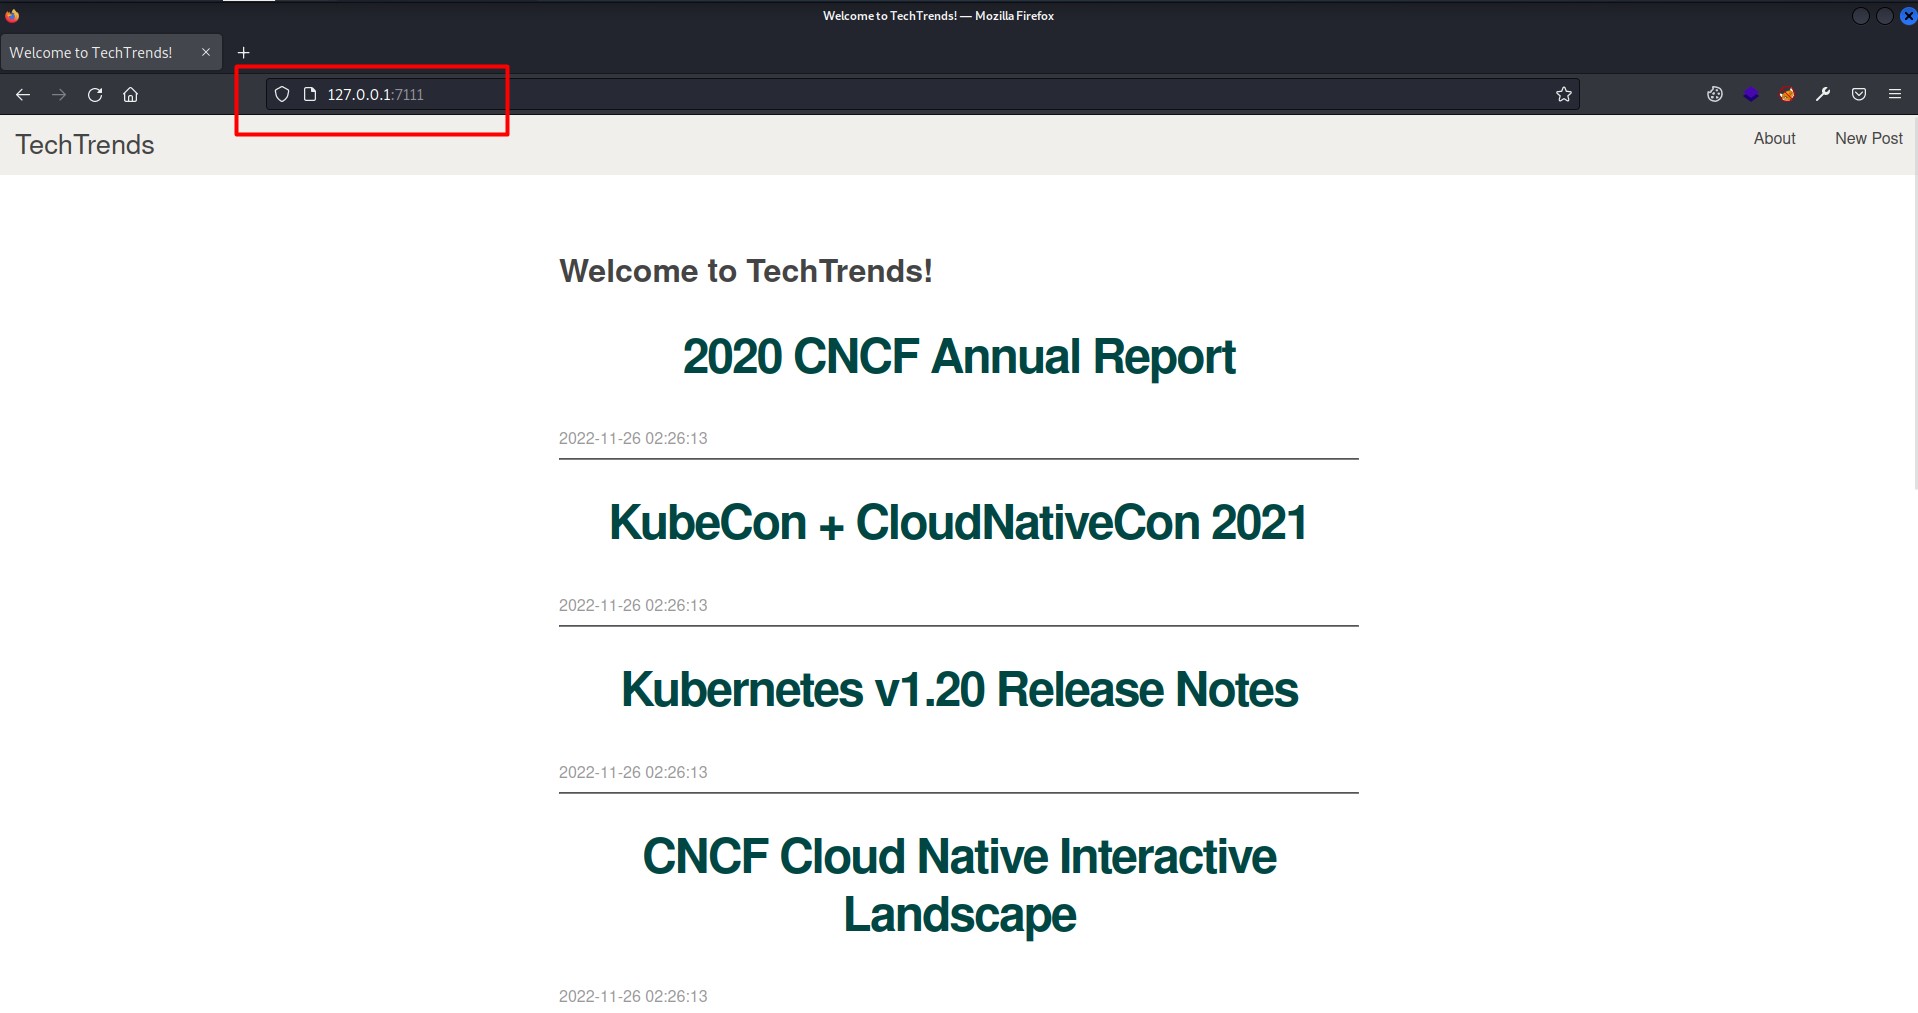 Welcome to TechTrends! — Mozilla Firefox
Welcome to TechTrends!
127.0.0.1:7111
TechTrends
About
New Post
Welcome to TechTrends!
2020 CNCF Annual Report
2022-11-26 02:26:13
KubeCon + CloudNativeCon 2021
2022-11-26 02:26:13
Kubernetes v1.20 Release Notes
2022-11-26 02:26:13
CNCF Cloud Native Interactive
Landscape
2022-11-26 02:26:13